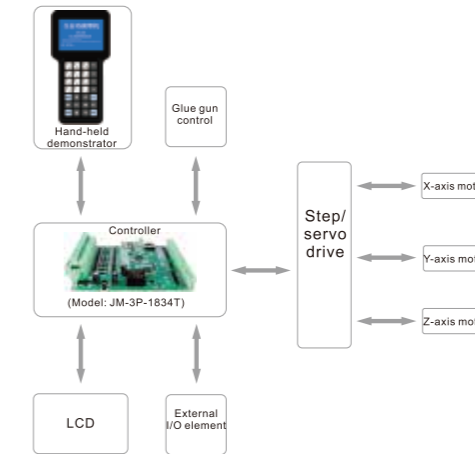 Hand-held
demonstrator
Glue gun
control
Controller
(Model: JM-3P-1834T)
Step/
servo
drive
X-axis mot
Y-axis mot
Z-axis mot
LCD
External
I/O element